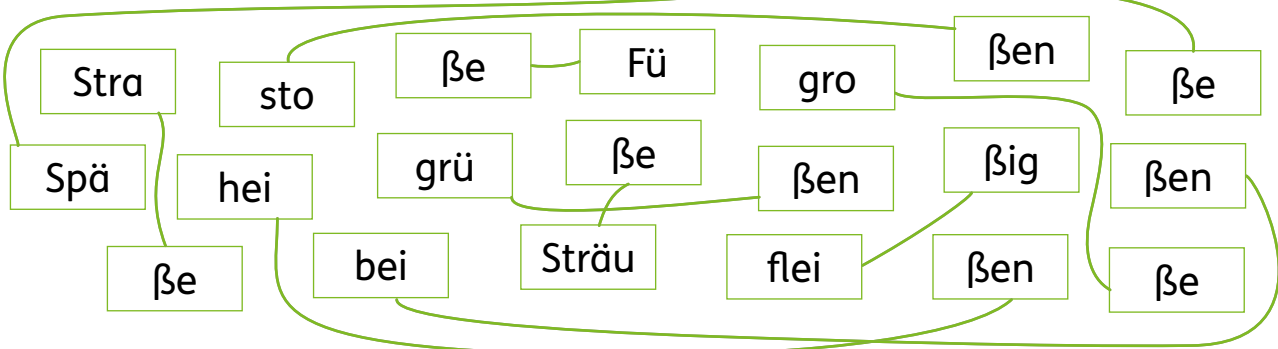 Stra
sto
ße
Fü
gro
ßen
ße
Spä
hei
grü
ße
ßen
ßig
ßen
ße
bei
Sträu
flei
ßen
ße